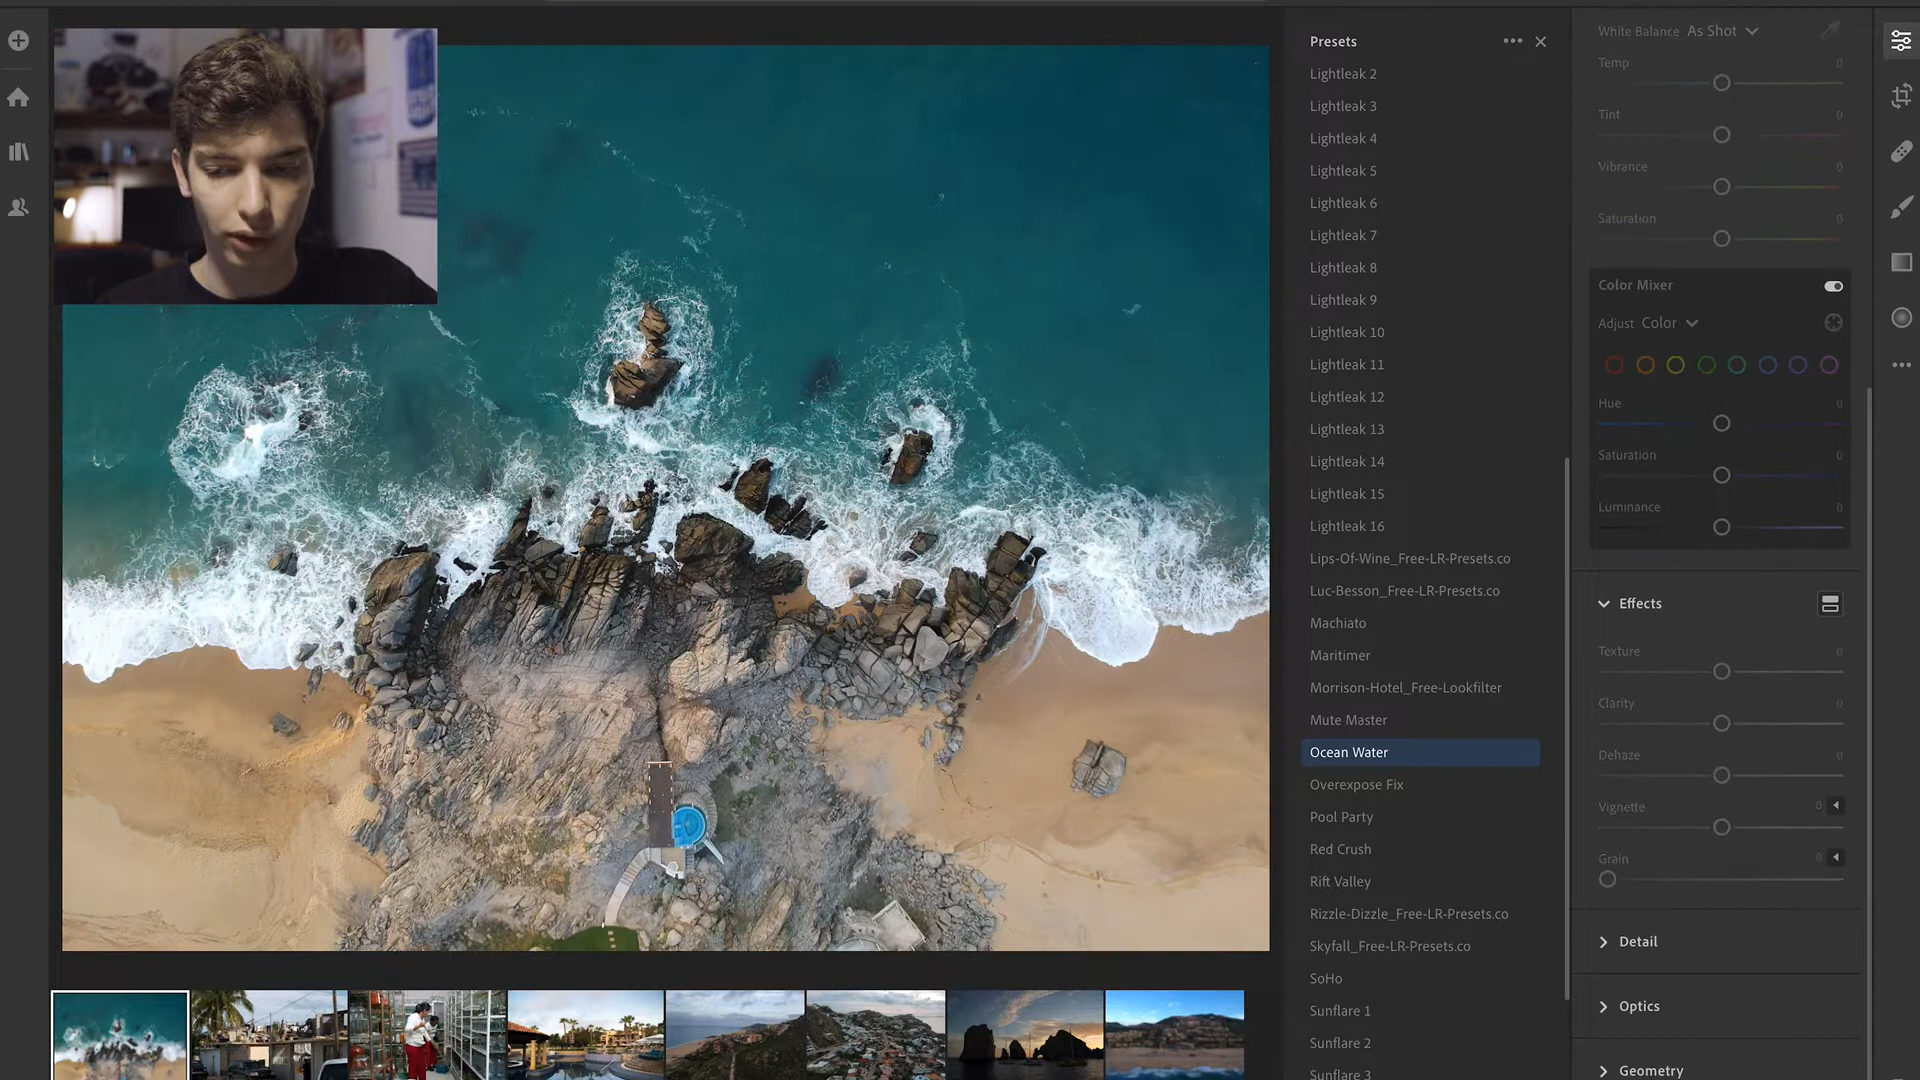 Presets
Lightleak 2
Lightleak 3
Lightleak 4
Lightleak 5
Lightleak 6
Lightleak 7
Lightleak 8
Lightleak 9
Lightleak 10
Lightleak 11
Lightleak 12
Lightleak 13
Lightleak 14
Lightleak 15
Lightleak 16
Lips-Of-Wine_Free-LR-Presets.co
Luc-Besson_Free-LR-Presets.co
Machiato
Maritimer
Morrison-Hotel_Free-Lookfilter
Mute Master
Ocean Water
Overexpose Fix
Pool Party
Red Crush
Rift Valley
Rizzle-Dizzle_Free-LR-Presets.co
Skyfall_Free-LR-Presets.co
SoHo
Sunflare 1
Sunflare 2
Sunflare 3
White Balance As Shot
Temp 0
Tint 0
Vibrance 0
Saturation 0
Color Mixer
Adjust Color
Hue 0
Saturation 0
Luminance 0
Effects
Texture 0
Clarity 0
Dehaze 0
Vignette 0
Grain 0
Detail
Optics
Geometry